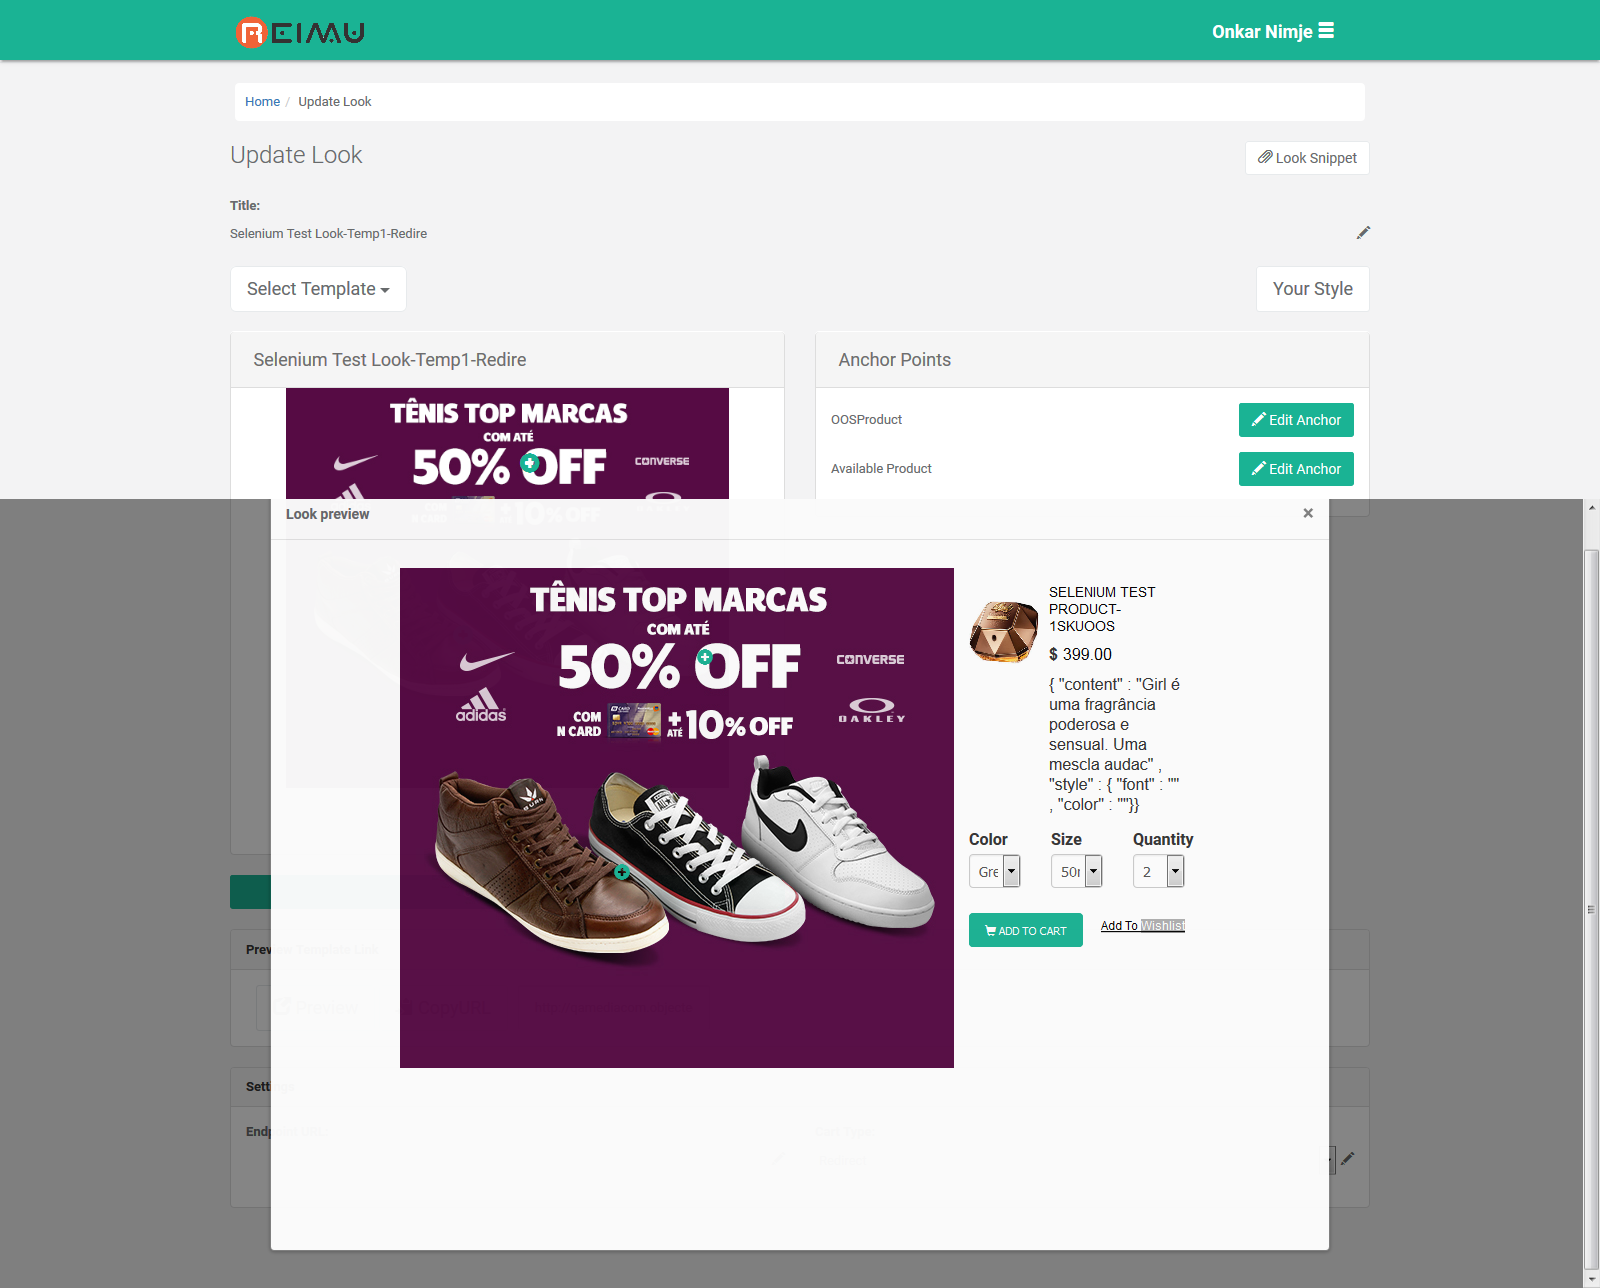 REIMU
Onkar Nimje
Home / Update Look
Update Look
Look Snippet
Title:
Selenium Test Look-Temp1-Redire
Select Template
Your Style
Selenium Test Look-Temp1-Redire
TÊNIS TOP MARCAS
COM ATÉ
50% OFF
CONVERSE
Anchor Points
OOSProduct
Edit Anchor
Available Product
Edit Anchor
Look preview
×
TÊNIS TOP MARCAS
COM ATÉ
50% OFF
CONVERSE
adidas
OAKLEY
COM
N CARD
+
ATÉ
10% OFF
SELENIUM TEST
PRODUCT-
1SKUOOS
$ 399.00
{ "content" : "Girl é
uma fragrância
poderosa e
sensual. Uma
mescla audac" ,
"style" : { "font" : ""
, "color" : ""}}
Color
Size
Quantity
Gre
50r
2
ADD TO CART
Add To Wishlist